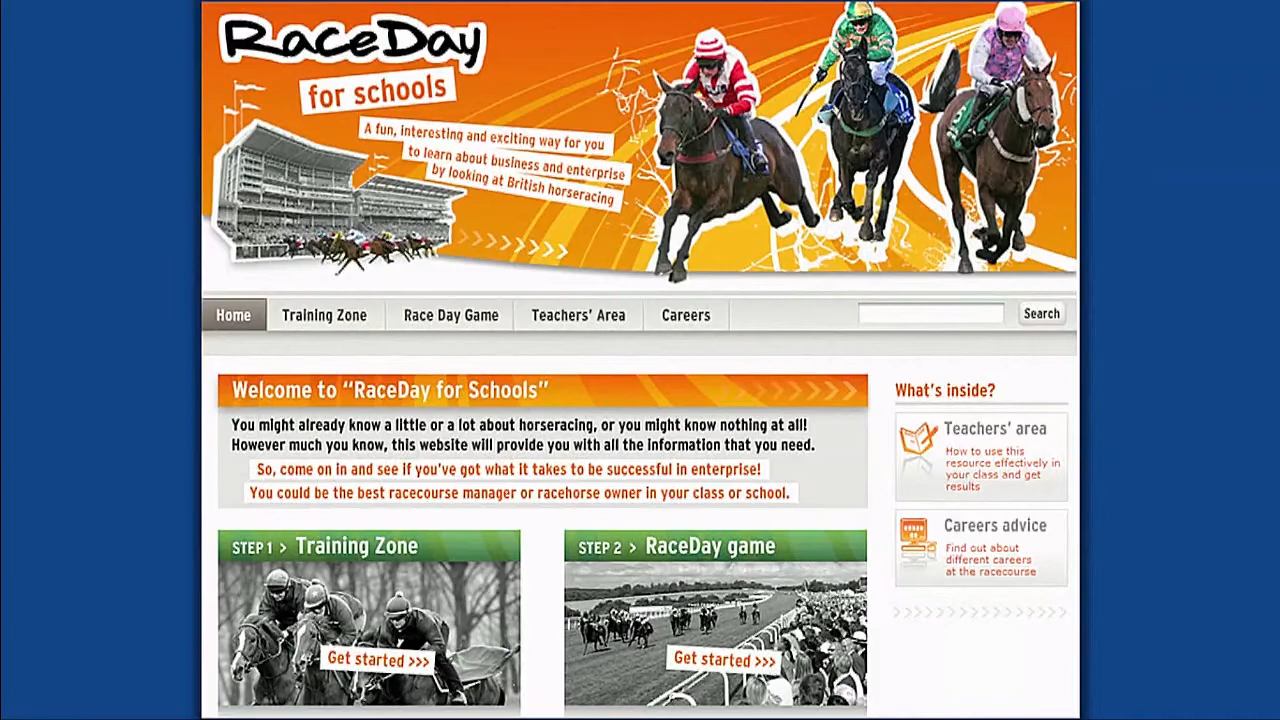 RaceDay
for schools
A fun, interesting and exciting way for you
to learn about business and enterprise
by looking at British horseracing
Home
Training Zone
Race Day Game
Teachers' Area
Careers
Search
Welcome to “RaceDay for Schools”
You might already know a little or a lot about horseracing, or you might know nothing at all!
However much you know, this website will provide you with all the information that you need.
So, come on in and see if you've got what it takes to be successful in enterprise!
You could be the best racecourse manager or racehorse owner in your class or school.
What's inside?
Teachers' area
How to use this
resource effectively in
your class and get
results
Careers advice
Find out about
different careers
at the racecourse
STEP 1 > Training Zone
Get started >>>
STEP 2 > RaceDay game
Get started >>>